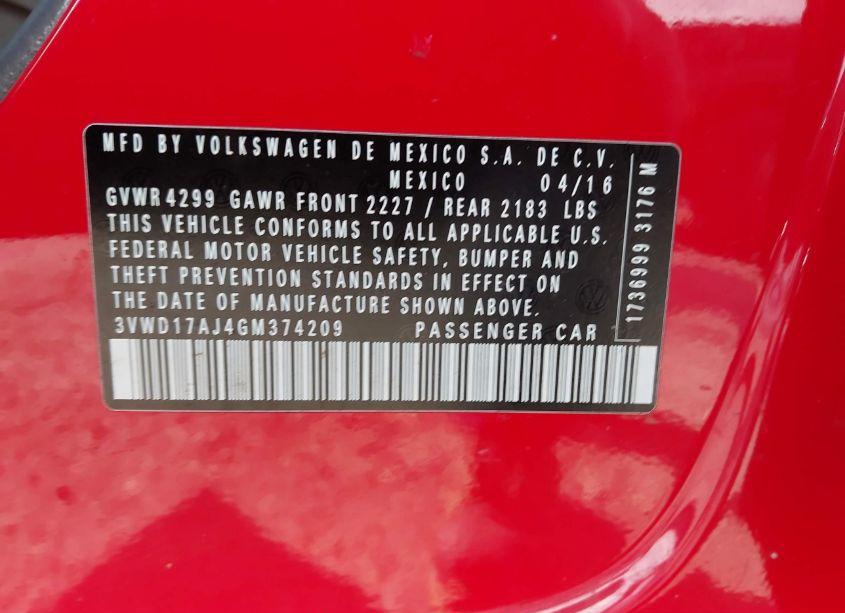 MFD BY VOLKSWAGEN DE MEXICO S.A. DE C.V.
MEXICO 04/16
GVWR 4299 GAWR FRONT 2227 / REAR 2183 LBS
THIS VEHICLE CONFORMS TO ALL APPLICABLE U.S.
FEDERAL MOTOR VEHICLE SAFETY, BUMPER AND
THEFT PREVENTION STANDARDS IN EFFECT ON
THE DATE OF MANUFACTURE SHOWN ABOVE.
3VWD17AJ4GM374209 PASSENGER CAR
1736999 3176 M